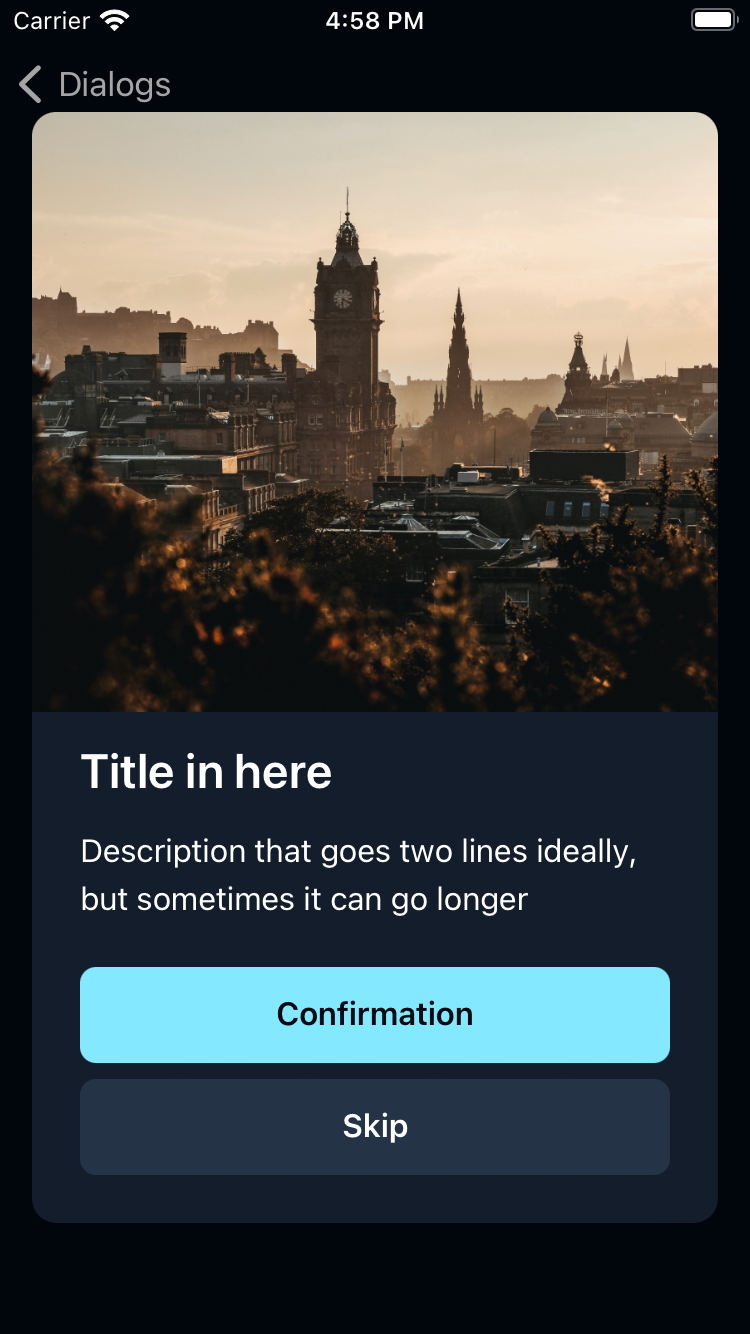 Carrier 4:58 PM
Dialogs
Title in here
Description that goes two lines ideally,
but sometimes it can go longer
Confirmation
Skip